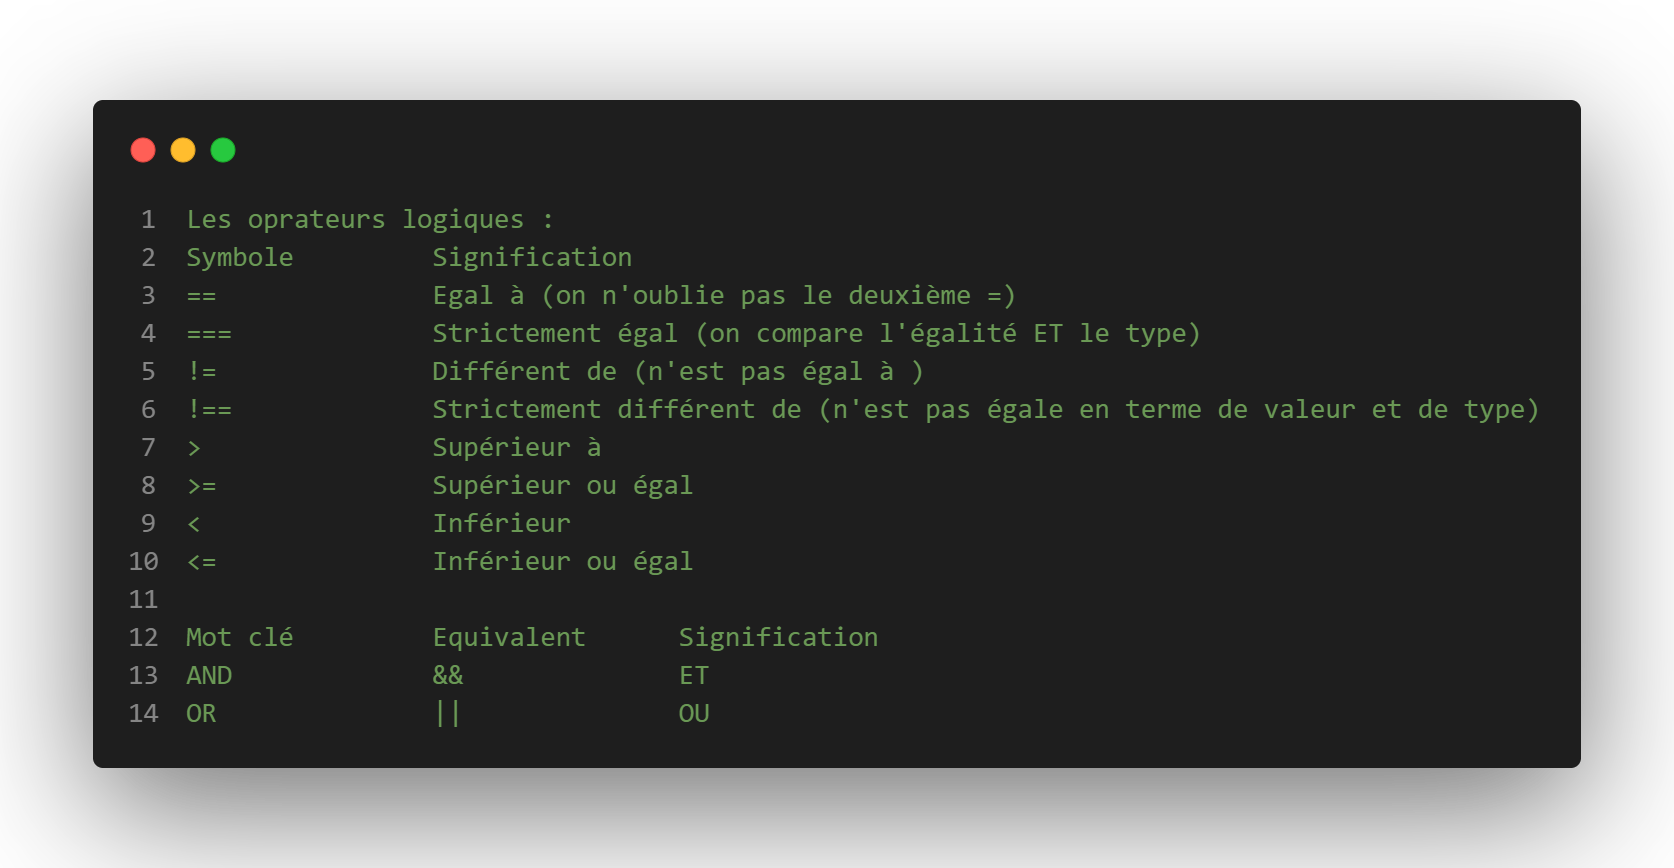 1 Les oprateurs logiques :
2 Symbole Signification
3 == Egal à (on n'oublie pas le deuxième =)
4 === Strictement égal (on compare l'égalité ET le type)
5 != Différent de (n'est pas égal à )
6 !== Strictement différent de (n'est pas égale en terme de valeur et de type)
7 > Supérieur à
8 >= Supérieur ou égal
9 < Inférieur
10 <= Inférieur ou égal
11
12 Mot clé Equivalent Signification
13 AND && ET
14 OR || OU